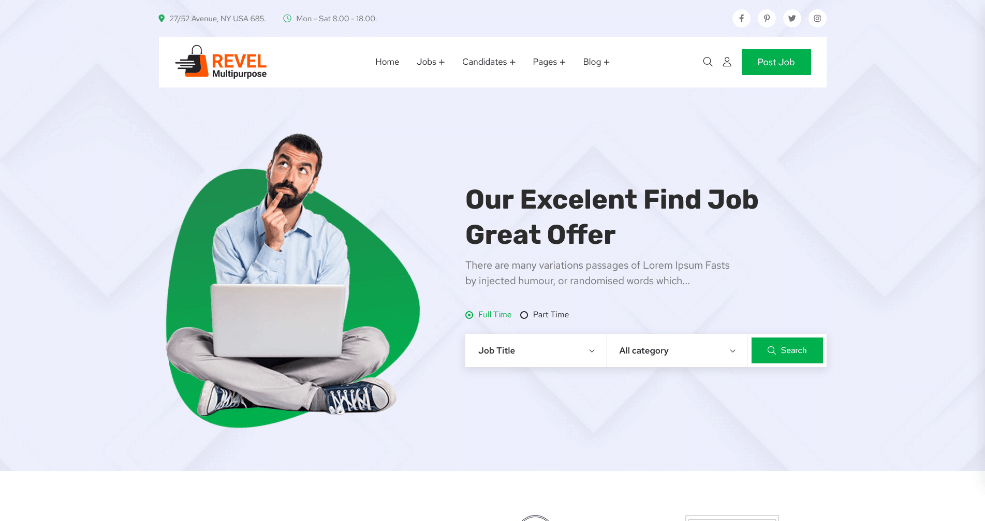 27/52 Avenue, NY USA 685.
Mon - Sat 8.00 - 18.00.
REVEL
Multipurpose
Home
Jobs +
Candidates +
Pages +
Blog +
Post Job
Our Excelent Find Job
Great Offer
There are many variations passages of Lorem Ipsum Fasts
by injected humour, or randomised words which...
Full Time
Part Time
Job Title
All category
Search